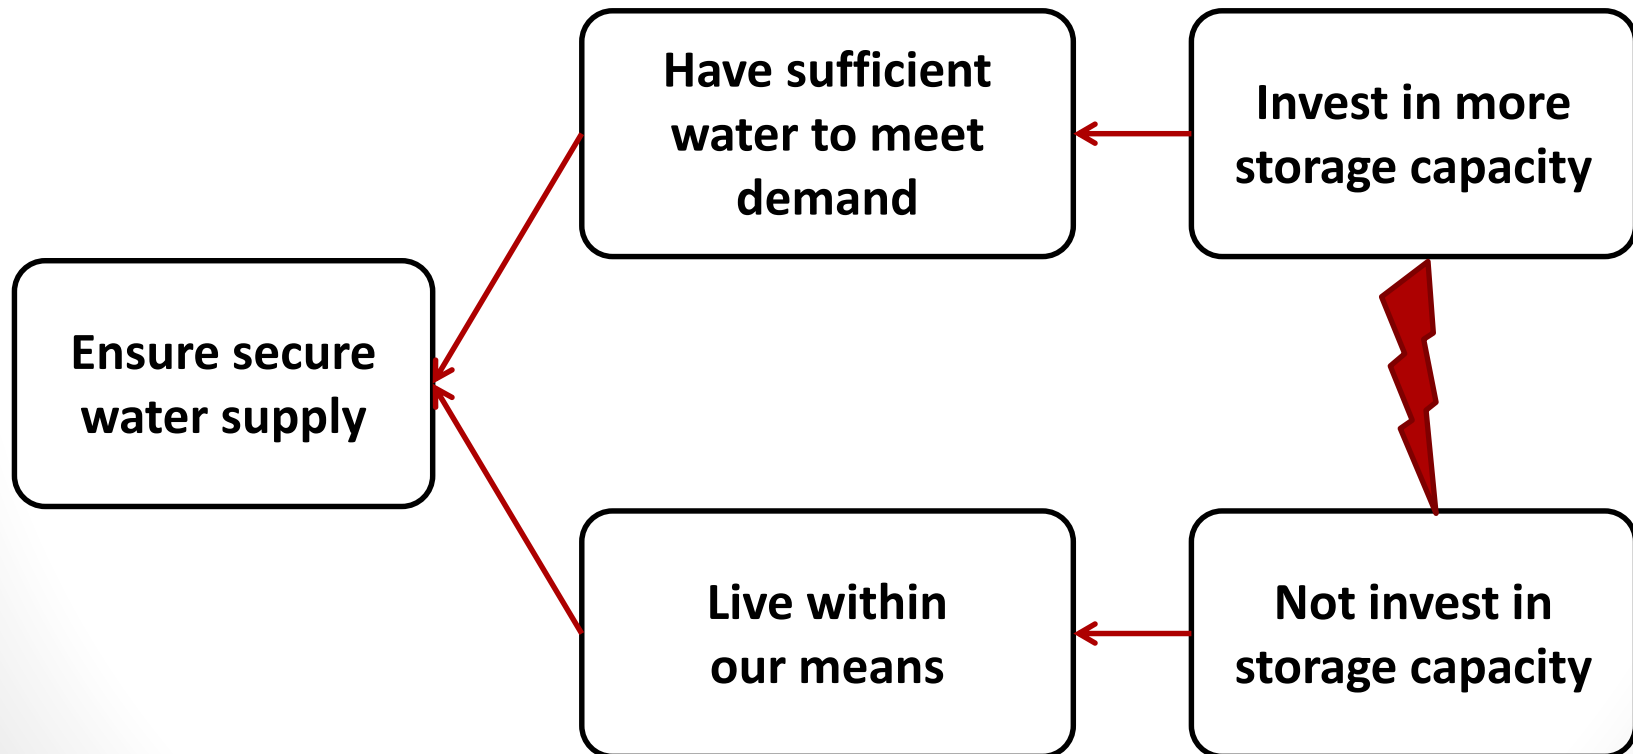 Have sufficient
water to meet
demand
Invest in more
storage capacity
Ensure secure
water supply
Live within
our means
Not invest in
storage capacity